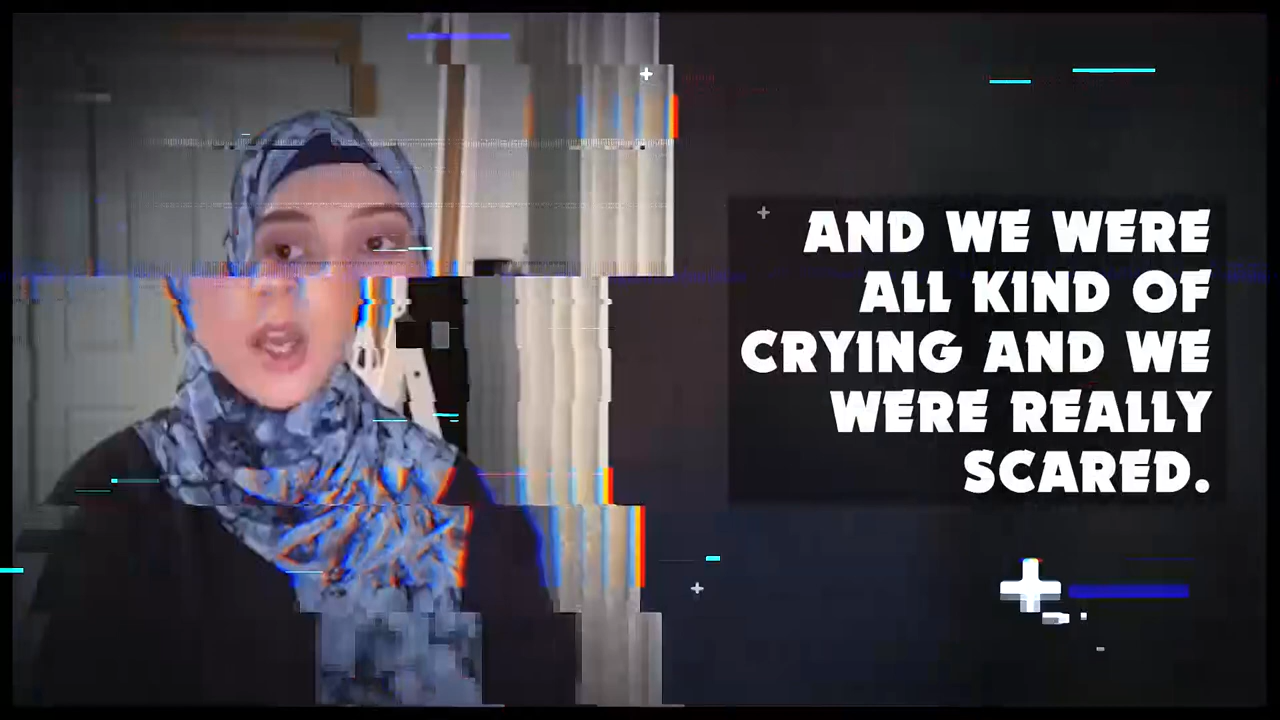 AND WE WERE
ALL KIND OF
CRYING AND WE
WERE REALLY
SCARED.